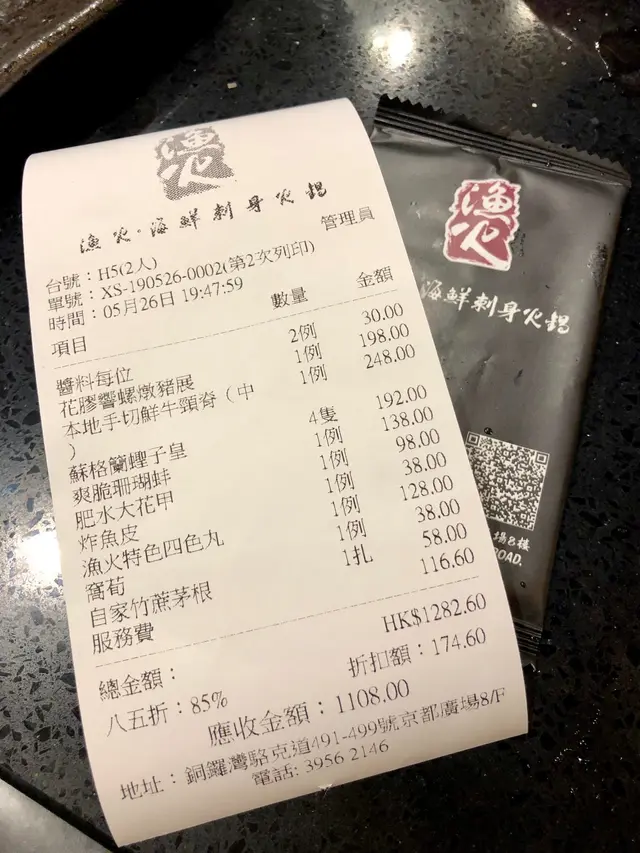 漁火
漁火。海鮮刺身火鍋
管理員
台號：H5(2人)
單號：XS-190526-0002(第2次列印)
時間：05月26日 19:47:59
項目 數量 金額
醬料每位 2例 30.00
花膠響螺燉豬展 1例 198.00
本地手切鮮牛頸脊（中 1例 248.00
）
蘇格蘭蟶子皇 4隻 192.00
爽脆珊瑚蚌 1例 138.00
肥水大花甲 1例 98.00
炸魚皮 1例 38.00
漁火特色四色丸 1例 128.00
窩萄 1例 38.00
自家竹蔗茅根 1扎 58.00
服務費 116.60
總金額： HK$1282.60
八五折：85% 折扣額：174.60
應收金額：1108.00
地址：銅鑼灣駱克道491-499號京都廣場8/F
電話: 3956 2146
漁火
海鮮刺身火鍋
場8樓
ROAD,